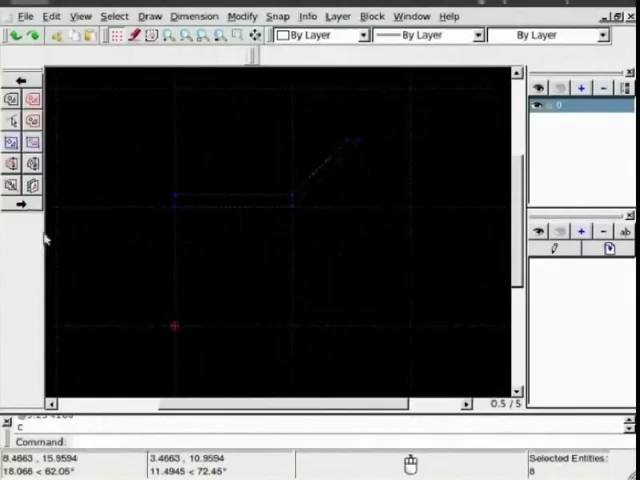 File Edit View Select Draw Dimension Modify Snap Info Layer Block Window Help
By Layer By Layer By Layer
0
ab
0.5 / 5
c
Command:
8.4663 , 15.9594 3.4663 , 10.9594 Selected Entities:
18.066 < 62.05° 11.4945 < 72.45° 8